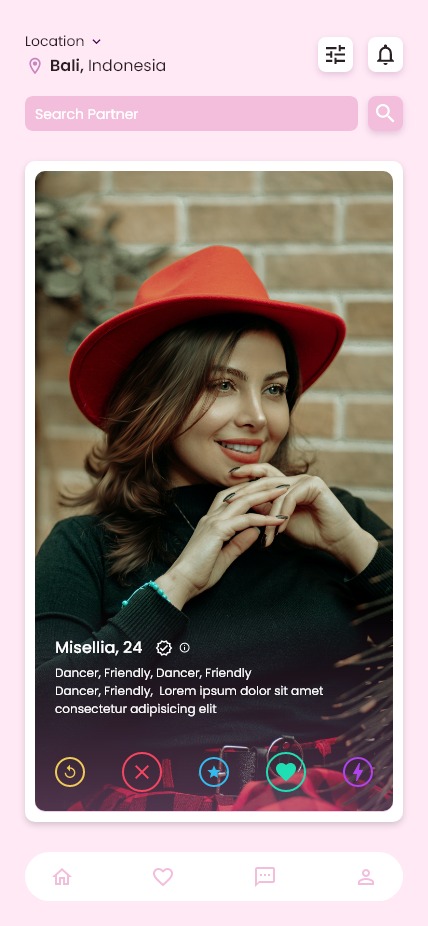 Location
Bali, Indonesia
Search Partner
Misellia, 24
Dancer, Friendly, Dancer, Friendly
Dancer, Friendly,  Lorem ipsum dolor sit amet
consectetur adipisicing elit